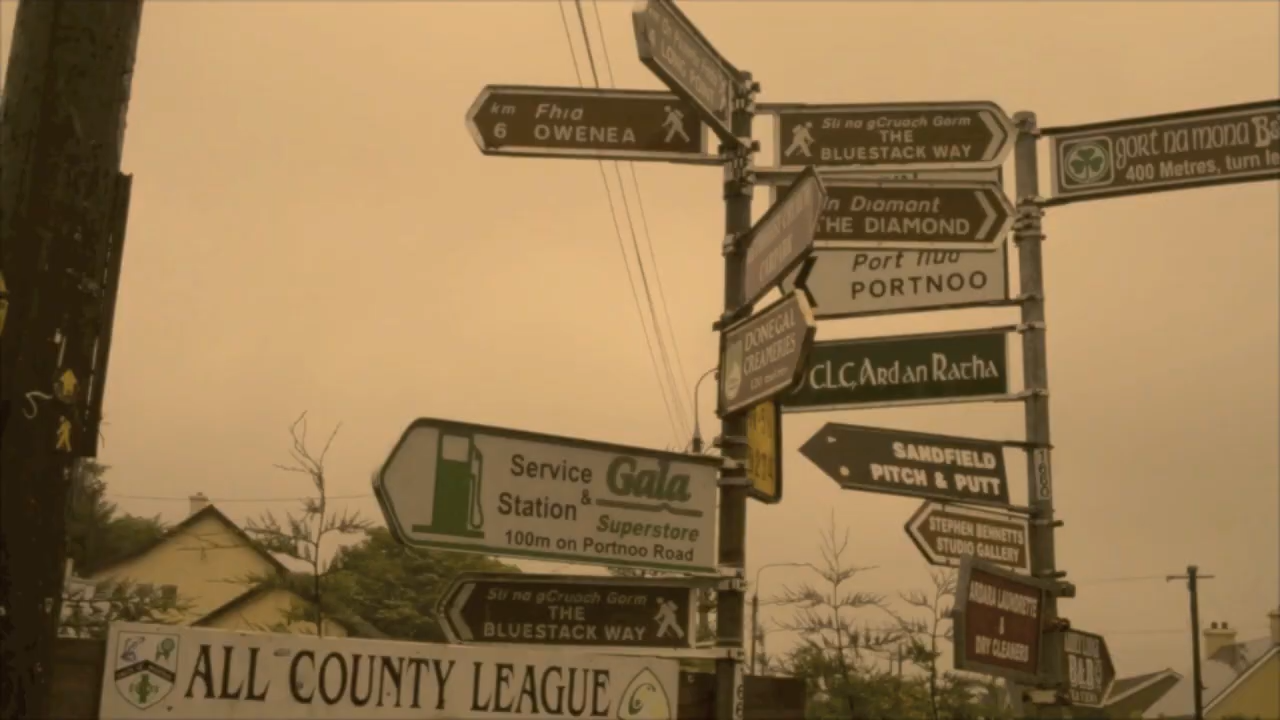 km Fhia
6 OWENEA
Slí na gCruach Gorm
THE
BLUESTACK WAY
gort na mona
400 Metres, turn
An Diamant
THE DIAMOND
Port Nua
PORTNOO
DONEGAL
CREAMERIES
CLG Ard an Ratha
SANDFIELD
PITCH & PUTT
STEPHEN BENNETTS
STUDIO GALLERY
ARDARA LAUNDRETTE
&
DRY CLEANERS
BAR
Service
&
Station
Gala
Superstore
100m on Portnoo Road
Slí na gCruach Gorm
THE
BLUESTACK WAY
ALL COUNTY LEAGUE